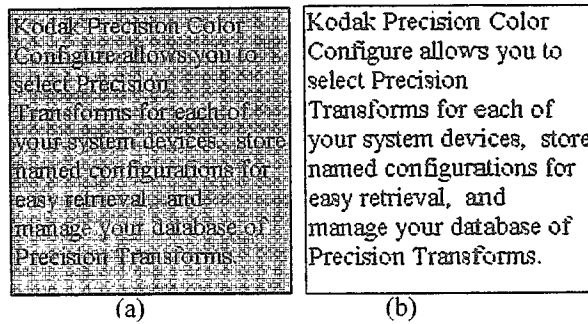 Kodak Precision Color
Configure allows you to
select Precision
Transforms for each of
your system devices, store
named configurations for
easy retrieval, and
manage your database of
Precision Transforms.
(a)
Kodak Precision Color
Configure allows you to
select Precision
Transforms for each of
your system devices, store
named configurations for
easy retrieval, and
manage your database of
Precision Transforms.
(b)